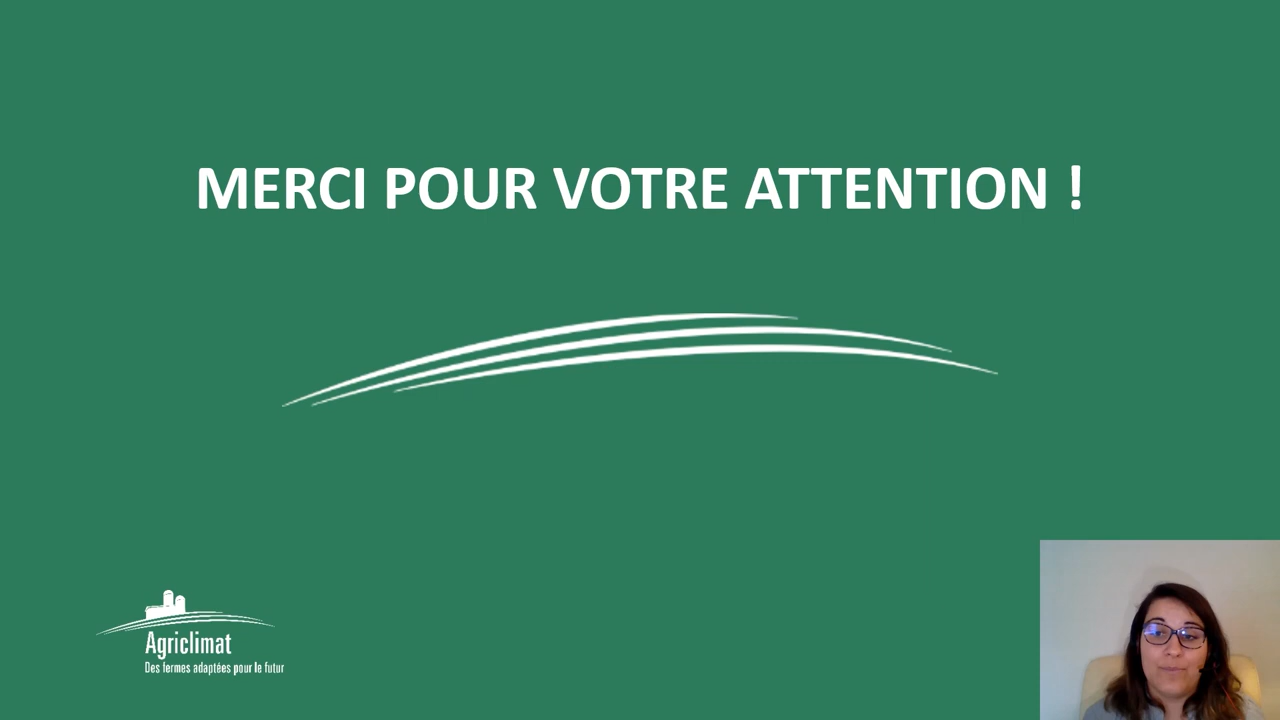 MERCI POUR VOTRE ATTENTION !
Agriclimat
Des fermes adaptées pour le futur